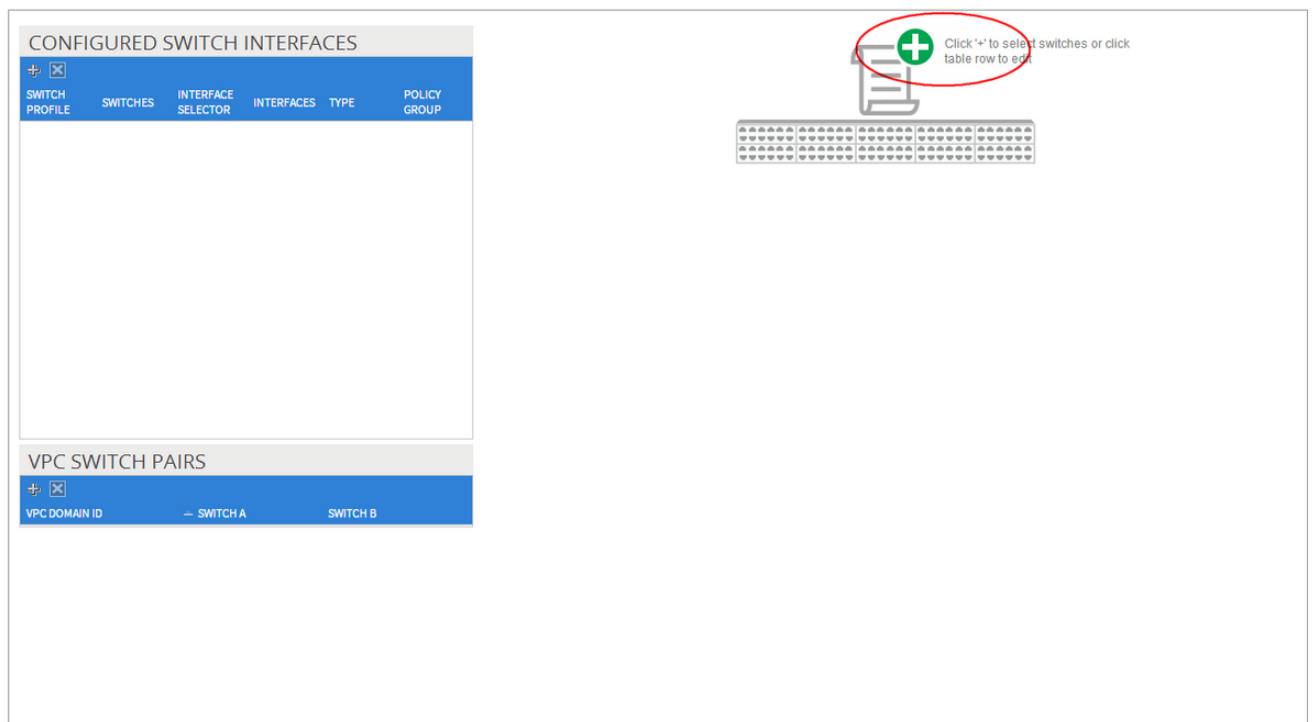 CONFIGURED SWITCH INTERFACES
SWITCH PROFILE
SWITCHES
INTERFACE SELECTOR
INTERFACES
TYPE
POLICY GROUP
VPC SWITCH PAIRS
VPC DOMAIN ID
SWITCH A
SWITCH B
Click '+' to select switches or click
table row to edit